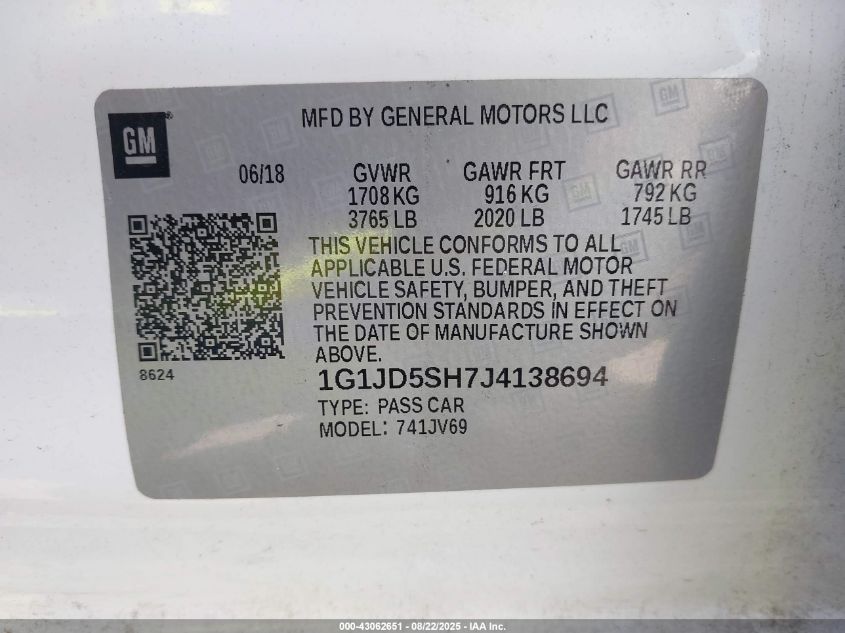 GM
MFD BY GENERAL MOTORS LLC
06/18 GVWR GAWR FRT GAWR RR
1708 KG 916 KG 792 KG
3765 LB 2020 LB 1745 LB
THIS VEHICLE CONFORMS TO ALL
APPLICABLE U.S. FEDERAL MOTOR
VEHICLE SAFETY, BUMPER, AND THEFT
PREVENTION STANDARDS IN EFFECT ON
THE DATE OF MANUFACTURE SHOWN
ABOVE.
8624
1G1JD5SH7J4138694
TYPE: PASS CAR
MODEL: 741JV69
000-43062651 - 08/22/2025 - IAA Inc.